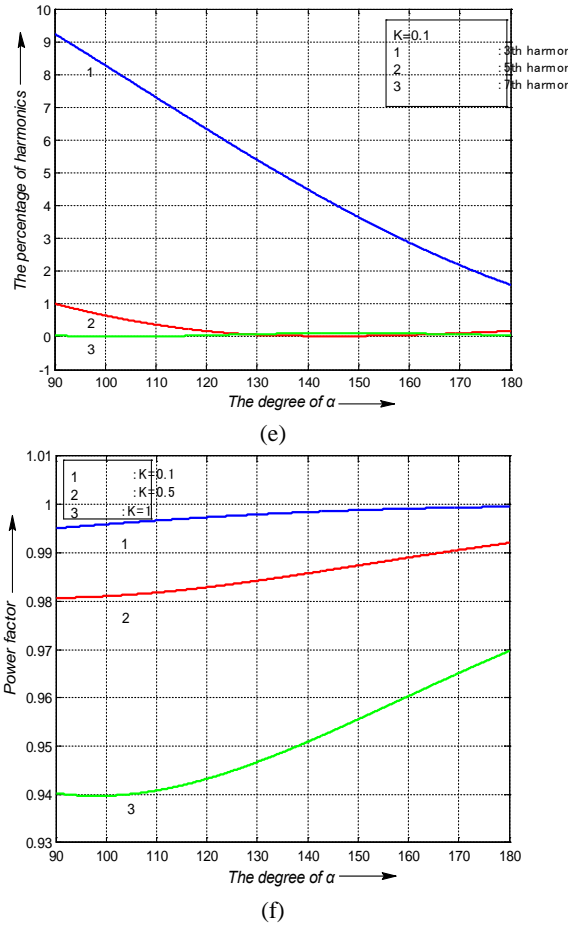 The percentage of harmonics
10
9
8
7
6
5
4
3
2
1
0
-1
K=0.1
1 : 3th harmon
2 : 5th harmon
3 : 7th harmon
1
2
3
90 100 110 120 130 140 150 160 170 180
The degree of α
(e)
Power factor
1.01
1
0.99
0.98
0.97
0.96
0.95
0.94
0.93
1 : K=0.1
2 : K=0.5
3 : K=1
1
2
3
90 100 110 120 130 140 150 160 170 180
The degree of α
(f)